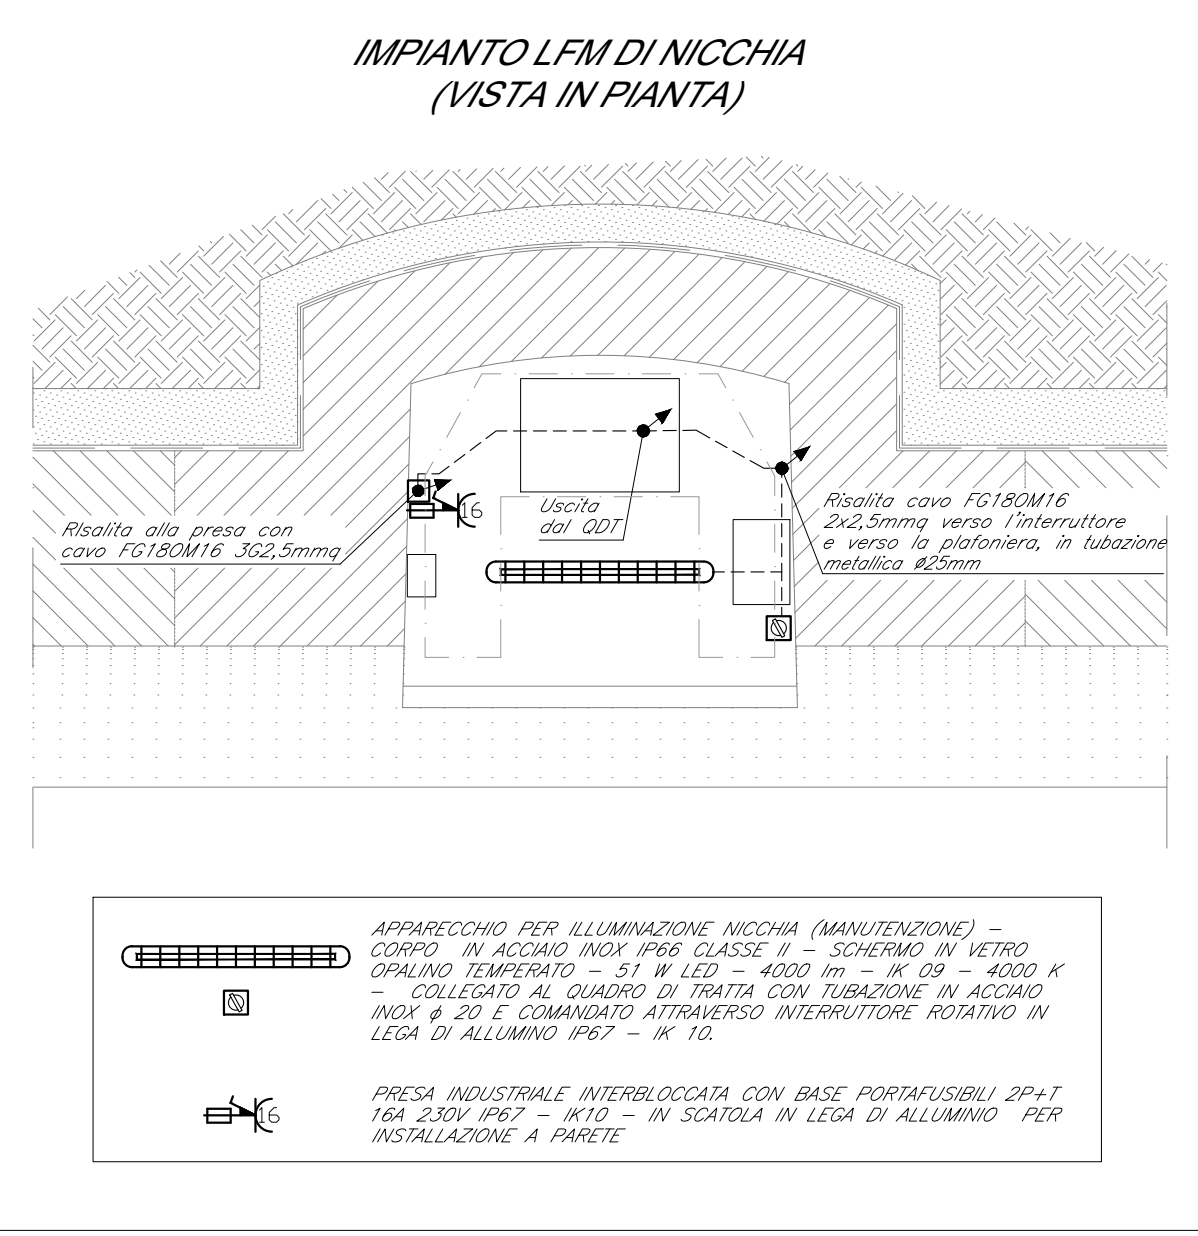 IMPIANTO LFM DI NICCHIA
(VISTA IN PIANTA)
16
RIsalita alla presa con
cavo FG18OM16 3G2,5mmq
Uscita
dal QDT
Risalita cavo FG18OM16
2x2,5mmq verso l'interruttore
e verso la plafoniera, in tubazione
metallica ø25mm
APPARECCHIO PER ILLUMINAZIONE NICCHIA (MANUTENZIONE) –
CORPO IN ACCIAIO INOX IP66 CLASSE II – SCHERMO IN VETRO
OPALINO TEMPERATO – 51 W LED – 4000 lm – IK 09 – 4000 K
– COLLEGATO AL QUADRO DI TRATTA CON TUBAZIONE IN ACCIAIO
INOX ϕ 20 E COMANDATO ATTRAVERSO INTERRUTTORE ROTATIVO IN
LEGA DI ALLUMINO IP67 – IK 10.
16
PRESA INDUSTRIALE INTERBLOCCATA CON BASE PORTAFUSIBILI 2P+T
16A 230V IP67 – IK10 – IN SCATOLA IN LEGA DI ALLUMINIO PER
INSTALLAZIONE A PARETE